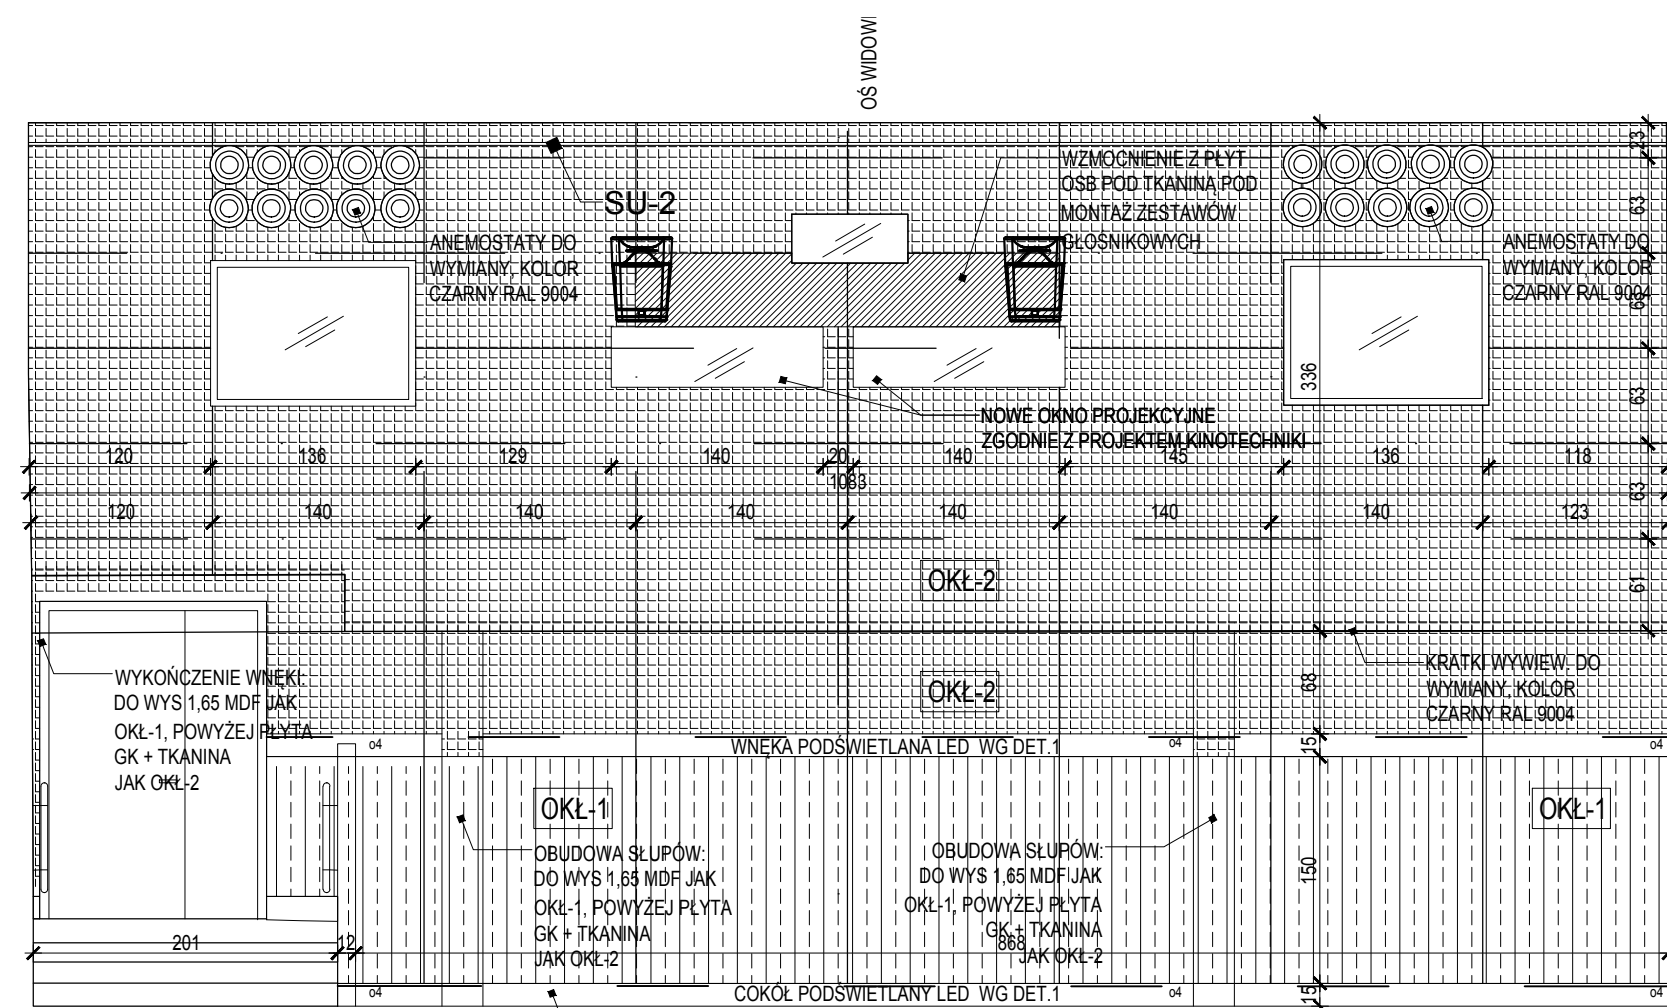 OŚ WIDOWI
23
WZMOCNIENIE Z PŁYT
OSB POD TKANINĄ POD
MONTAŻ ZESTAWÓW
GŁOŚNIKOWYCH
SU-2
63
ANEMOSTATY DO
WYMIANY, KOLOR
CZARNY RAL 9004
ANEMOSTATY DO
WYMIANY, KOLOR
CZARNY RAL 9004
336
63
NOWE OKNO PROJEKCYJNE
ZGODNIE Z PROJEKTEM KINOTECHNIKI
120 136 129 140 20 140 145 136 118
1083
63
120 140 140 140 140 140 140 123
OKŁ-2
61
WYKOŃCZENIE WNĘKI:
DO WYS 1,65 MDF JAK
OKŁ-1, POWYŻEJ PŁYTA
GK + TKANINA
JAK OKŁ-2
OKŁ-2
68
KRATKI WYWIEW. DO
WYMIANY, KOLOR
CZARNY RAL 9004
o4 WNĘKA PODŚWIETLANA LED WG DET.1 o4 15 o4
OKŁ-1
OKŁ-1
OBUDOWA SŁUPÓW:
DO WYS 1,65 MDF JAK
OKŁ-1, POWYŻEJ PŁYTA
GK + TKANINA
JAK OKŁ-2
OBUDOWA SŁUPÓW:
DO WYS 1,65 MDF JAK
OKŁ-1, POWYŻEJ PŁYTA
GK + TKANINA
JAK OKŁ-2
150
201 12 868
o4 COKÓŁ PODŚWIETLANY LED WG DET.1 o4 15 o4